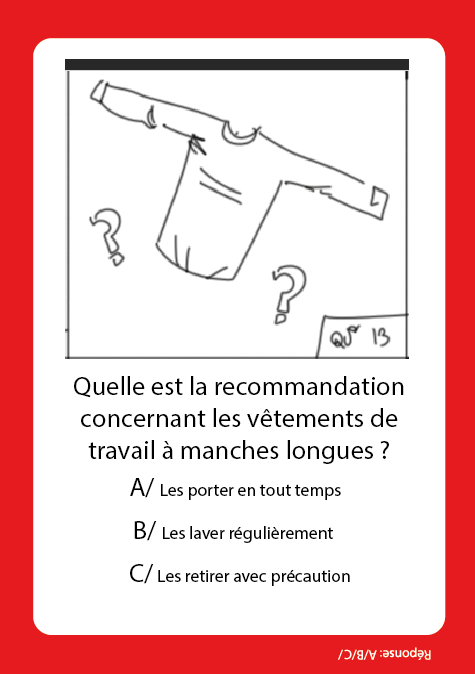 ? ?
QU° 13
Quelle est la recommandation
concernant les vêtements de
travail à manches longues ?
A/ Les porter en tout temps
B/ Les laver régulièrement
C/ Les retirer avec précaution
Réponse: A/B/C/